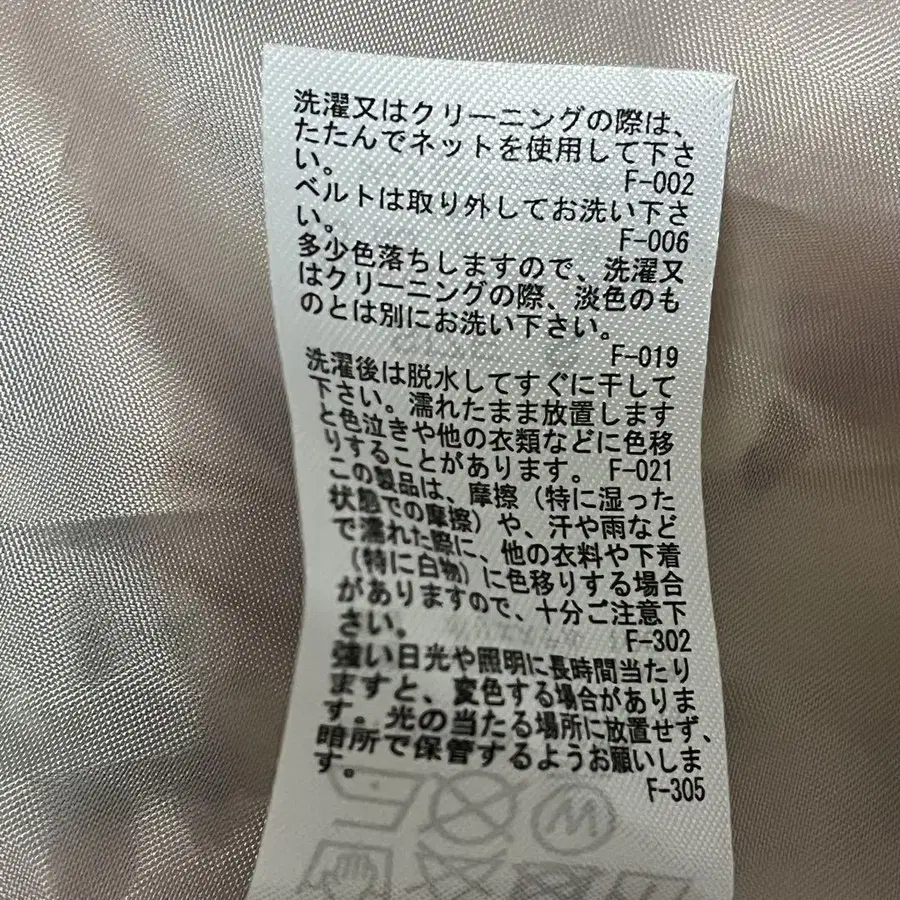 洗濯又はクリーニングの際は、
たたんでネットを使用して下さ
い。
F-002
ベルトは取り外してお洗い下さ
い。
F-006
多少色落ちしますので、洗濯又
はクリーニングの際、淡色のも
のとは別にお洗い下さい。
F-019
洗濯後は脱水してすぐに干して
下さい。濡れたまま放置します
と色泣きや他の衣類などに色移
りすることがあります。 F-021
この製品は、摩擦(特に湿った
状態での摩擦)や、汗や雨など
で濡れた際に、他の衣料や下着
(特に白物)に色移りする場合
がありますので、十分ご注意下
さい。
F-302
強い日光や照明に長時間当たり
ますと、変色する場合がありま
す。光の当たる場所に放置せず、
暗所で保管するようお願いしま
す。
F-305
W